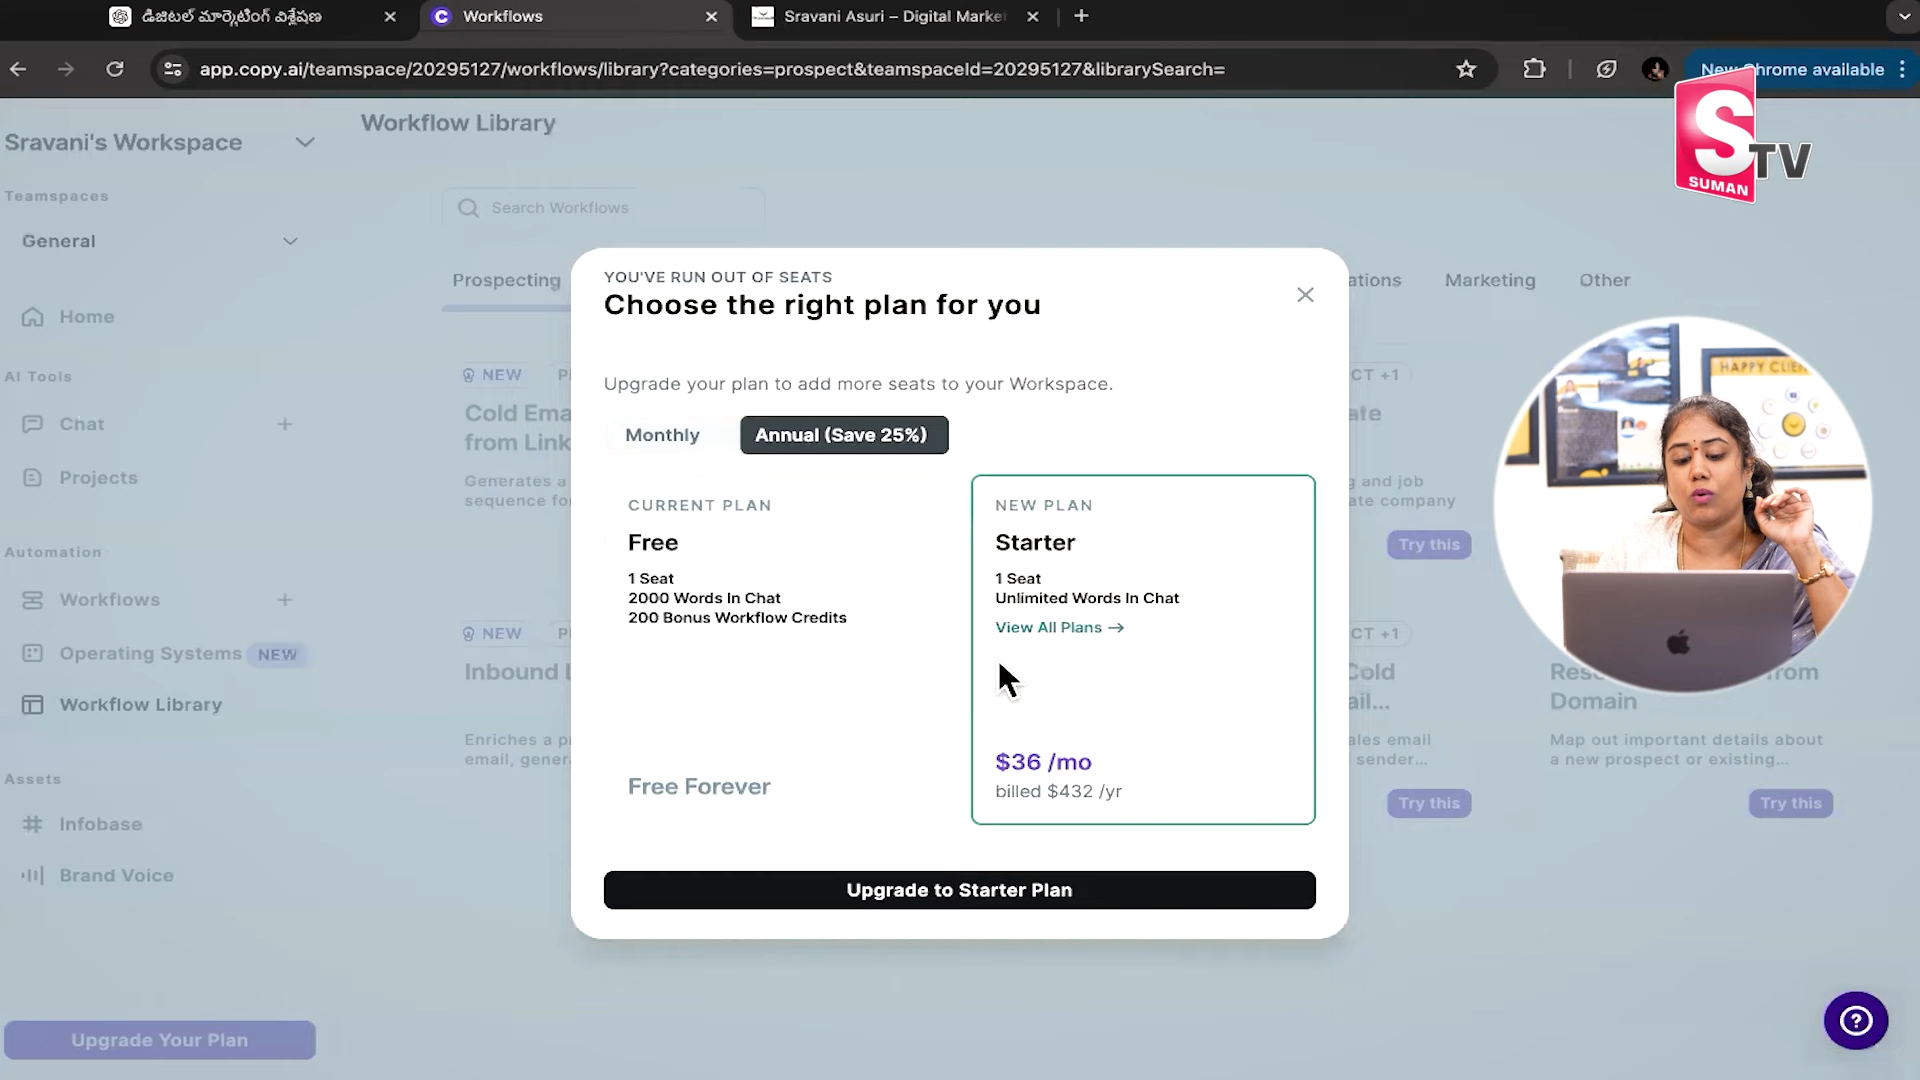 డిజిటల్ మార్కెటింగ్ విశ్లేషణ
Workflows
Sravani Asuri – Digital Marke
app.copy.ai/teamspace/20295127/workflows/library?categories=prospect&teamspaceId=20295127&librarySearch=
New Chrome available
S
TV
SUMAN
Sravani's Workspace
Workflow Library
Teamspaces
General
Search Workflows
Home
Prospecting
ations
Marketing
Other
AI Tools
Chat
Projects
Automation
Workflows
Operating Systems NEW
Workflow Library
Assets
Infobase
Brand Voice
Upgrade Your Plan
NEW
Cold Ema
from Link
Generates a
sequence for
CT +1
ate
g and job
ate company
Try this
NEW
Inbound L
Enriches a p
email, gener
CT +1
Cold
ail...
ales email
sender...
Try this
from
Domain
Map out important details about
a new prospect or existing...
Try this
HAPPY CLIEN
YOU'VE RUN OUT OF SEATS
Choose the right plan for you
Upgrade your plan to add more seats to your Workspace.
Monthly
Annual (Save 25%)
CURRENT PLAN
Free
1 Seat
2000 Words In Chat
200 Bonus Workflow Credits
Free Forever
NEW PLAN
Starter
1 Seat
Unlimited Words In Chat
View All Plans →
$36 /mo
billed $432 /yr
Upgrade to Starter Plan